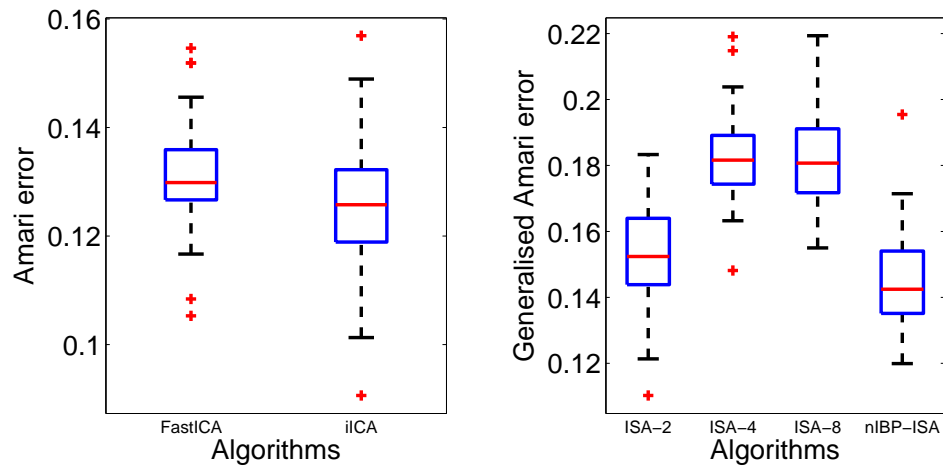 0.16
0.14
0.12
0.1
Amari error
FastICA iICA
Algorithms
0.22
0.2
0.18
0.16
0.14
0.12
Generalised Amari error
ISA−2 ISA−4 ISA−8 nIBP−ISA
Algorithms